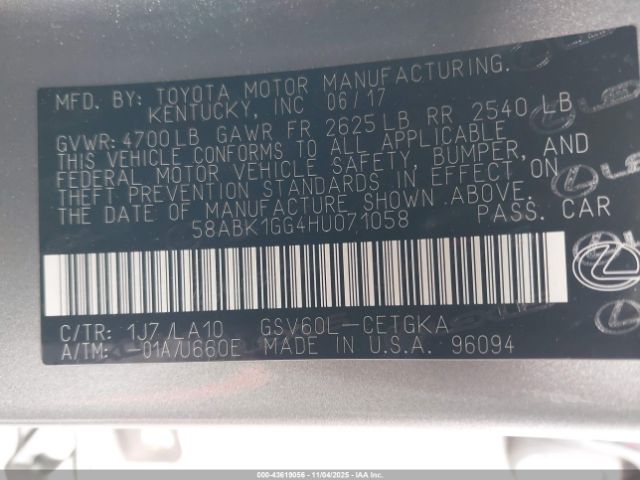 MFD. BY: TOYOTA MOTOR MANUFACTURING.
KENTUCKY, INC 06/17
GVWR: 4700LB GAWR FR 2625LB RR 2540 LB
THIS VEHICLE CONFORMS TO ALL APPLICABLE
FEDERAL MOTOR VEHICLE SAFETY, BUMPER, AND
THEFT PREVENTION STANDARDS IN EFFECT ON
THE DATE OF MANUFACTURE SHOWN ABOVE.
58ABK1GG4HU071058 PASS. CAR
C/TR: 1J7/LA10 GSV60L-CETGKA
A/TM: -01A/U660E MADE IN U.S.A. 96094
000-43619056 - 11/04/2025 - IAAI.com